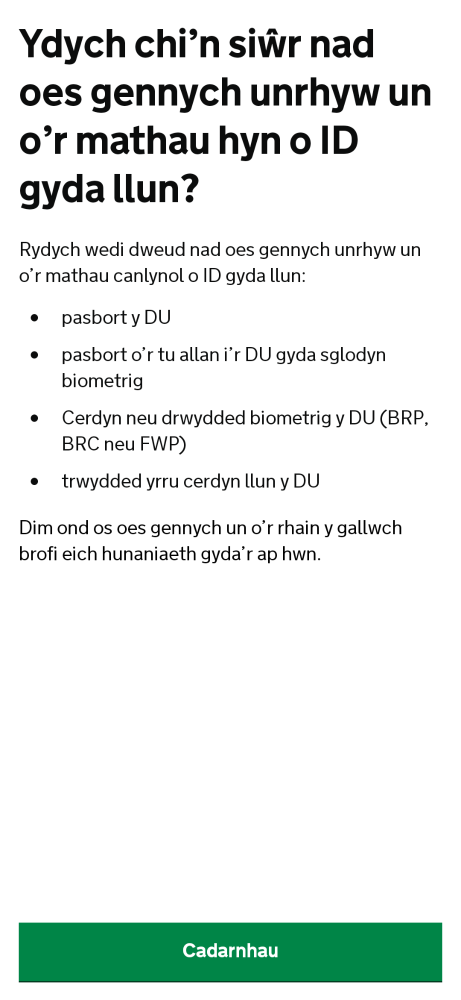 Ydych chi’n siŵr nad
oes gennych unrhyw un
o’r mathau hyn o ID
gyda llun?
Rydych wedi dweud nad oes gennych unrhyw un
o’r mathau canlynol o ID gyda llun:
• pasbort y DU
• pasbort o’r tu allan i’r DU gyda sglodyn
biometrig
• Cerdyn neu drwydded biometrig y DU (BRP,
BRC neu FWP)
• trwydded yrru cerdyn llun y DU
Dim ond os oes gennych un o’r rhain y gallwch
brofi eich hunaniaeth gyda’r ap hwn.
Cadarnhau